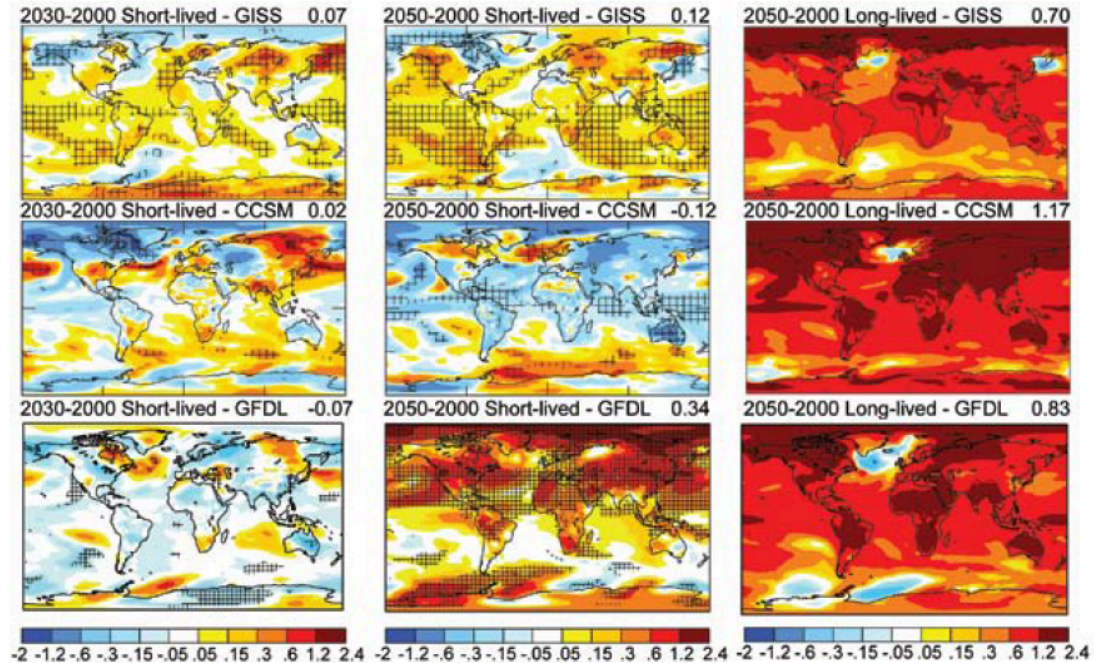 2030-2000 Short-lived - GISS 0.07
2050-2000 Short-lived - GISS 0.12
2050-2000 Long-lived - GISS 0.70
2030-2000 Short-lived - CCSM 0.02
2050-2000 Short-lived - CCSM -0.12
2050-2000 Long-lived - CCSM 1.17
2030-2000 Short-lived - GFDL -0.07
2050-2000 Short-lived - GFDL 0.34
2050-2000 Long-lived - GFDL 0.83
-2 -1.2 -.6 -.3 -.15 -.05 .05 .15 .3 .6 1.2 2.4
-2 -1.2 -.6 -.3 -.15 -.05 .05 .15 .3 .6 1.2 2.4
-2 -1.2 -.6 -.3 -.15 -.05 .05 .15 .3 .6 1.2 2.4